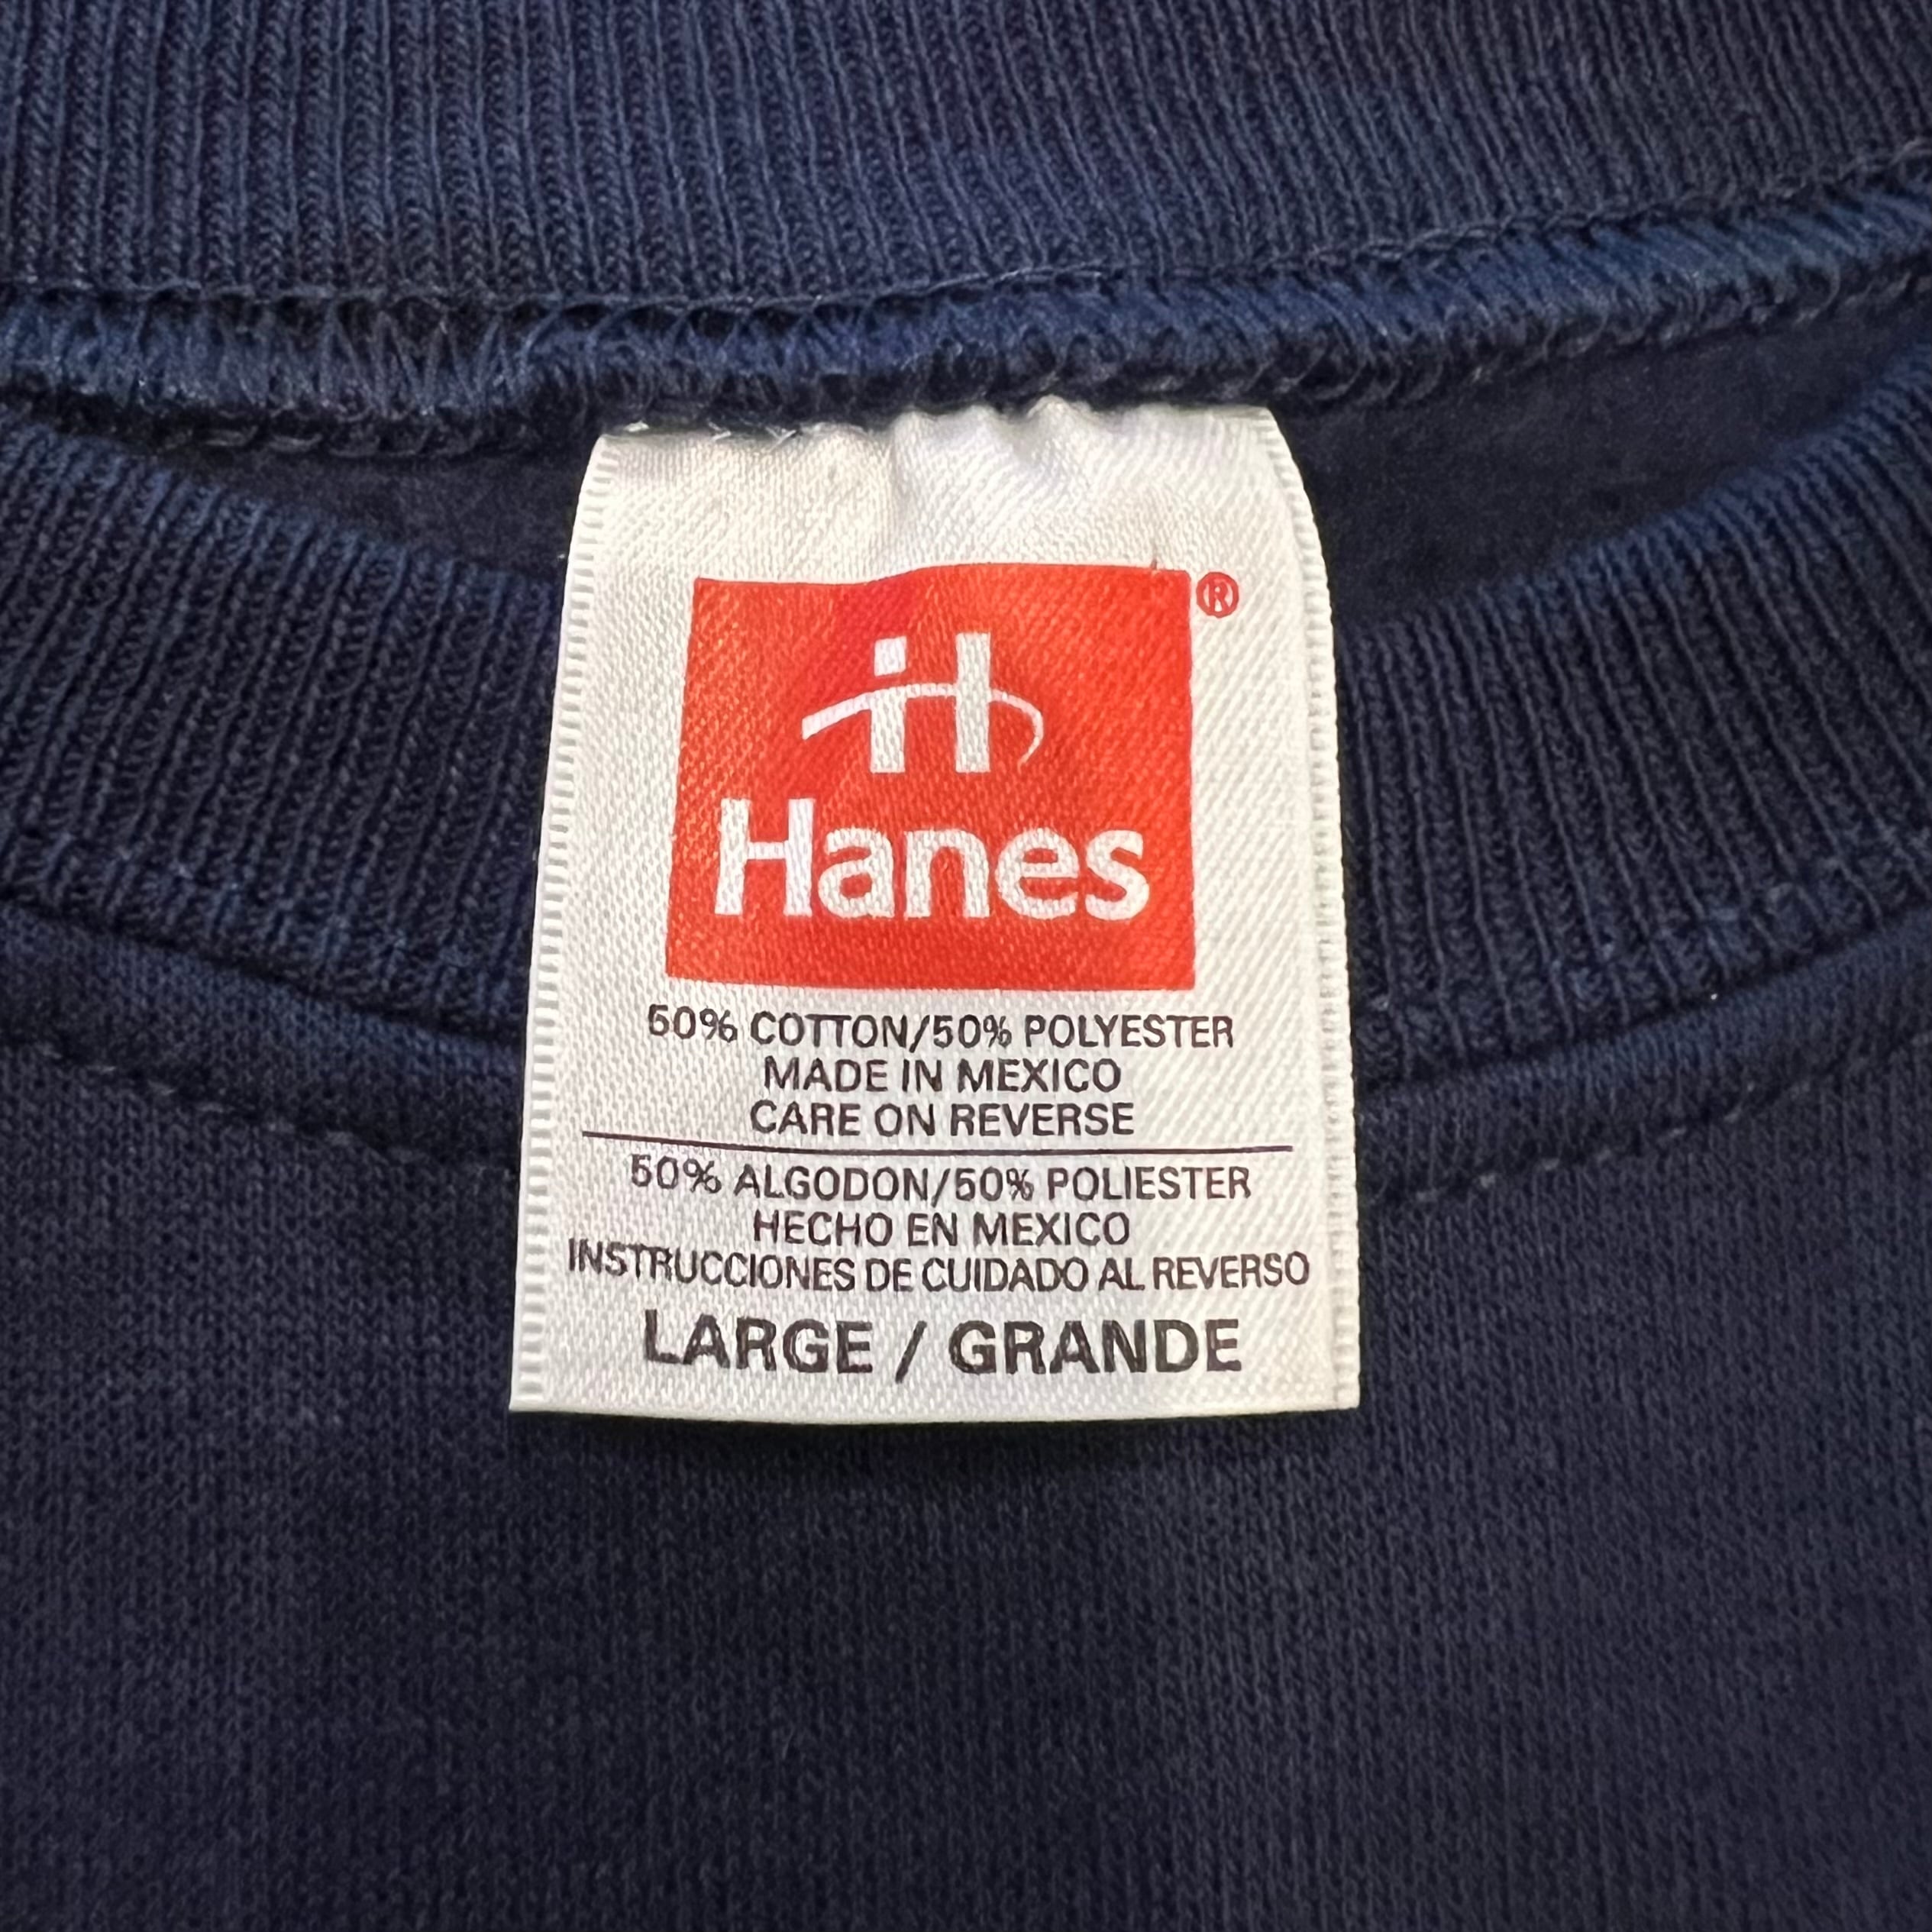 ®
H
Hanes
50% COTTON/50% POLYESTER
MADE IN MEXICO
CARE ON REVERSE
50% ALGODON/50% POLIESTER
HECHO EN MEXICO
INSTRUCCIONES DE CUIDADO AL REVERSO
LARGE / GRANDE